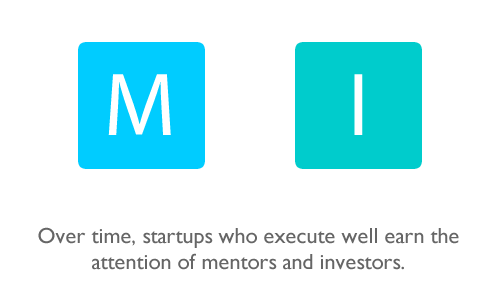 M I
Over time, startups who execute well earn the
attention of mentors and investors.